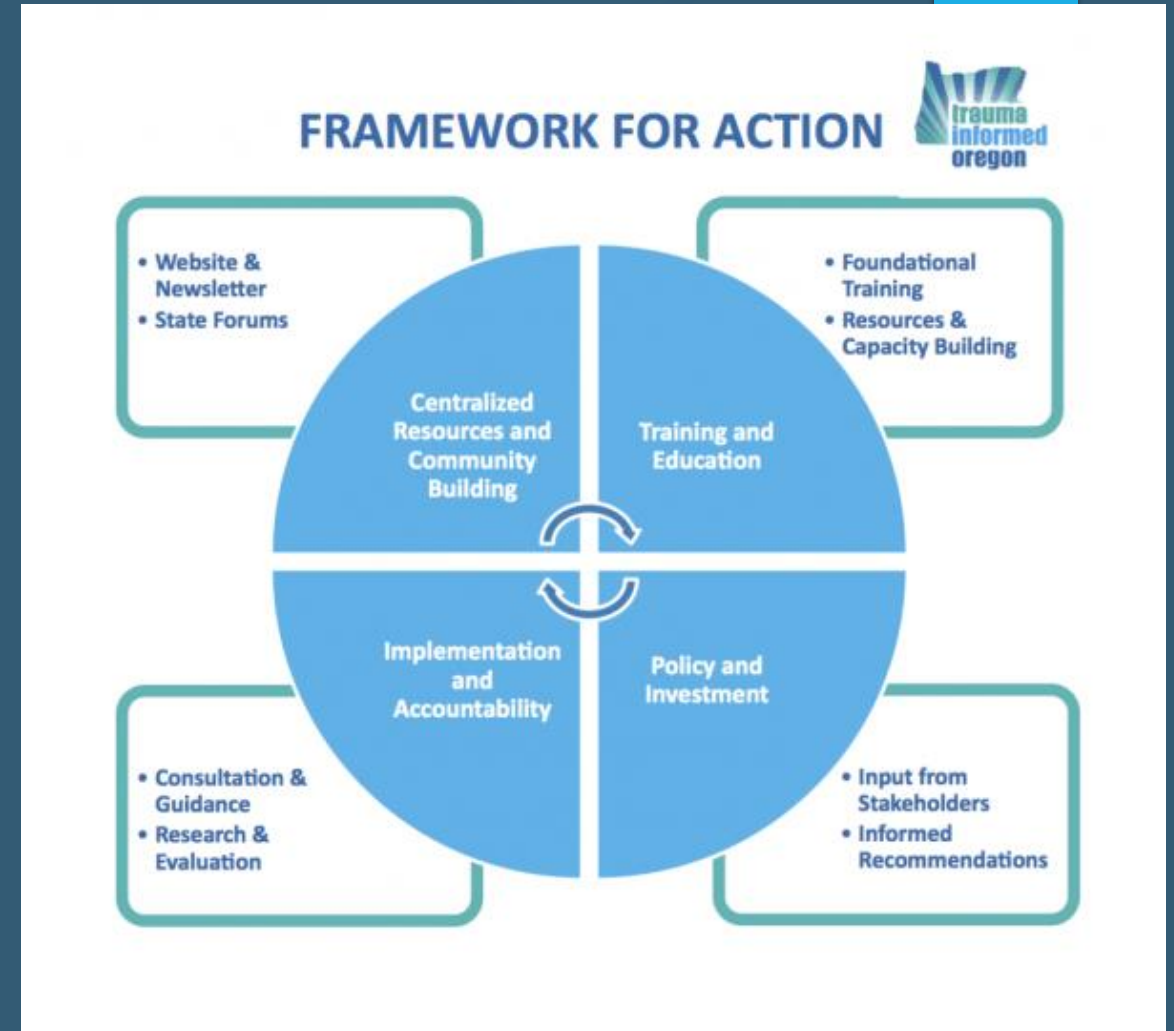 FRAMEWORK FOR ACTION
trauma
informed
oregon
• Website &
Newsletter
• State Forums
• Foundational
Training
• Resources &
Capacity Building
Centralized
Resources and
Community
Building
Training and
Education
Implementation
and
Accountability
Policy and
Investment
• Consultation &
Guidance
• Research &
Evaluation
• Input from
Stakeholders
• Informed
Recommendations